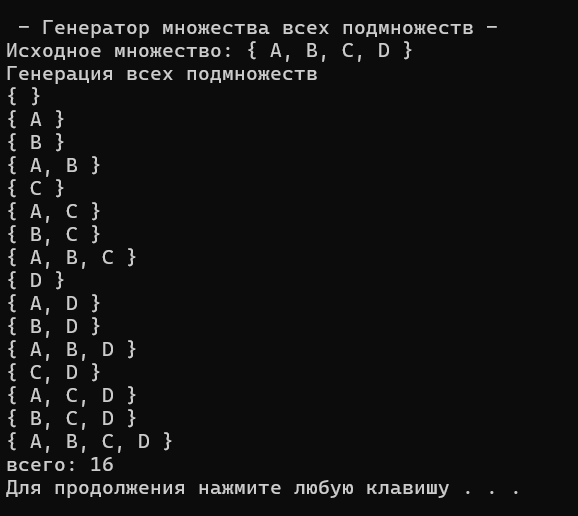 – Генератор множества всех подмножеств –
Исходное множество: { A, B, C, D }
Генерация всех подмножеств
{ }
{ A }
{ B }
{ A, B }
{ C }
{ A, C }
{ B, C }
{ A, B, C }
{ D }
{ A, D }
{ B, D }
{ A, B, D }
{ C, D }
{ A, C, D }
{ B, C, D }
{ A, B, C, D }
всего: 16
Для продолжения нажмите любую клавишу . . .